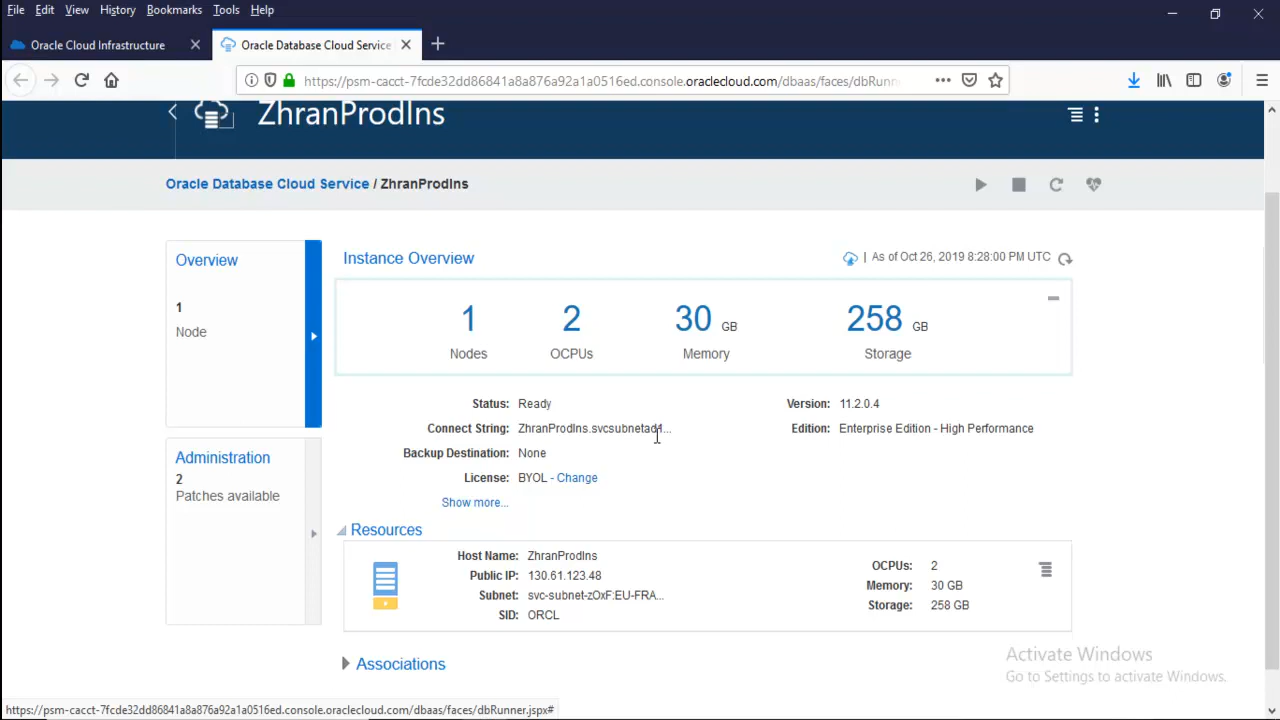 File Edit View History Bookmarks Tools Help
Oracle Cloud Infrastructure
Oracle Database Cloud Service
https://psm-cacct-7fcde32dd86841a8a876a92a1a0516ed.console.oraclecloud.com/dbaas/faces/dbRunne
ZhranProdIns
Oracle Database Cloud Service / ZhranProdIns
Overview
1
Node
Administration
2
Patches available
Instance Overview
As of Oct 26, 2019 8:28:00 PM UTC
1 Nodes
2 OCPUs
30 GB Memory
258 GB Storage
Status: Ready
Version: 11.2.0.4
Connect String: ZhranProdIns.svcsubnetad1...
Edition: Enterprise Edition - High Performance
Backup Destination: None
License: BYOL - Change
Show more...
Resources
Host Name: ZhranProdIns
Public IP: 130.61.123.48
Subnet: svc-subnet-zOxF:EU-FRA...
SID: ORCL
OCPUs: 2
Memory: 30 GB
Storage: 258 GB
Associations
Activate Windows
Go to Settings to activate Windows.
https://psm-cacct-7fcde32dd86841a8a876a92a1a0516ed.console.oraclecloud.com/dbaas/faces/dbRunner.jspx#